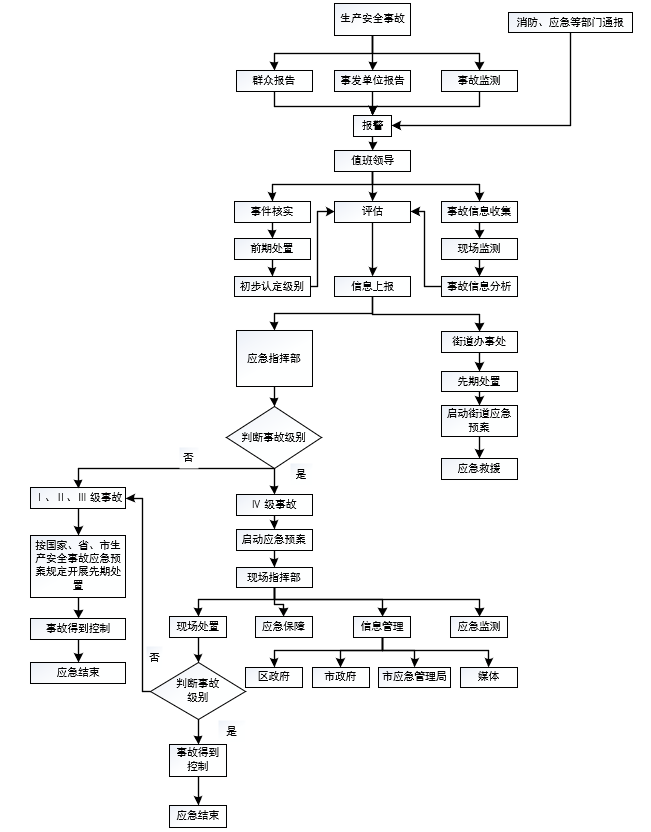 生产安全事故
消防、应急等部门通报
群众报告
事发单位报告
事故监测
报警
值班领导
事件核实
评估
事故信息收集
前期处置
现场监测
初步认定级别
信息上报
事故信息分析
应急指挥部
街道办事处
先期处置
启动街道应急
预案
判断事故级别
应急救援
否
是
Ⅰ、Ⅱ、Ⅲ 级事故
Ⅳ 级事故
启动应急预案
按国家、省、市生
产安全事故应急预
案规定开展先期处
置
现场指挥部
事故得到控制
现场处置
应急保障
信息管理
应急监测
否
应急结束
判断事故
级别
区政府
市政府
市应急管理局
媒体
是
事故得到
控制
应急结束